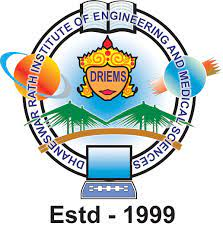 DHANESWAR RATH INSTITUTE OF ENGINEERING AND MEDICAL SCIENCES
DRIEMS
Estd - 1999